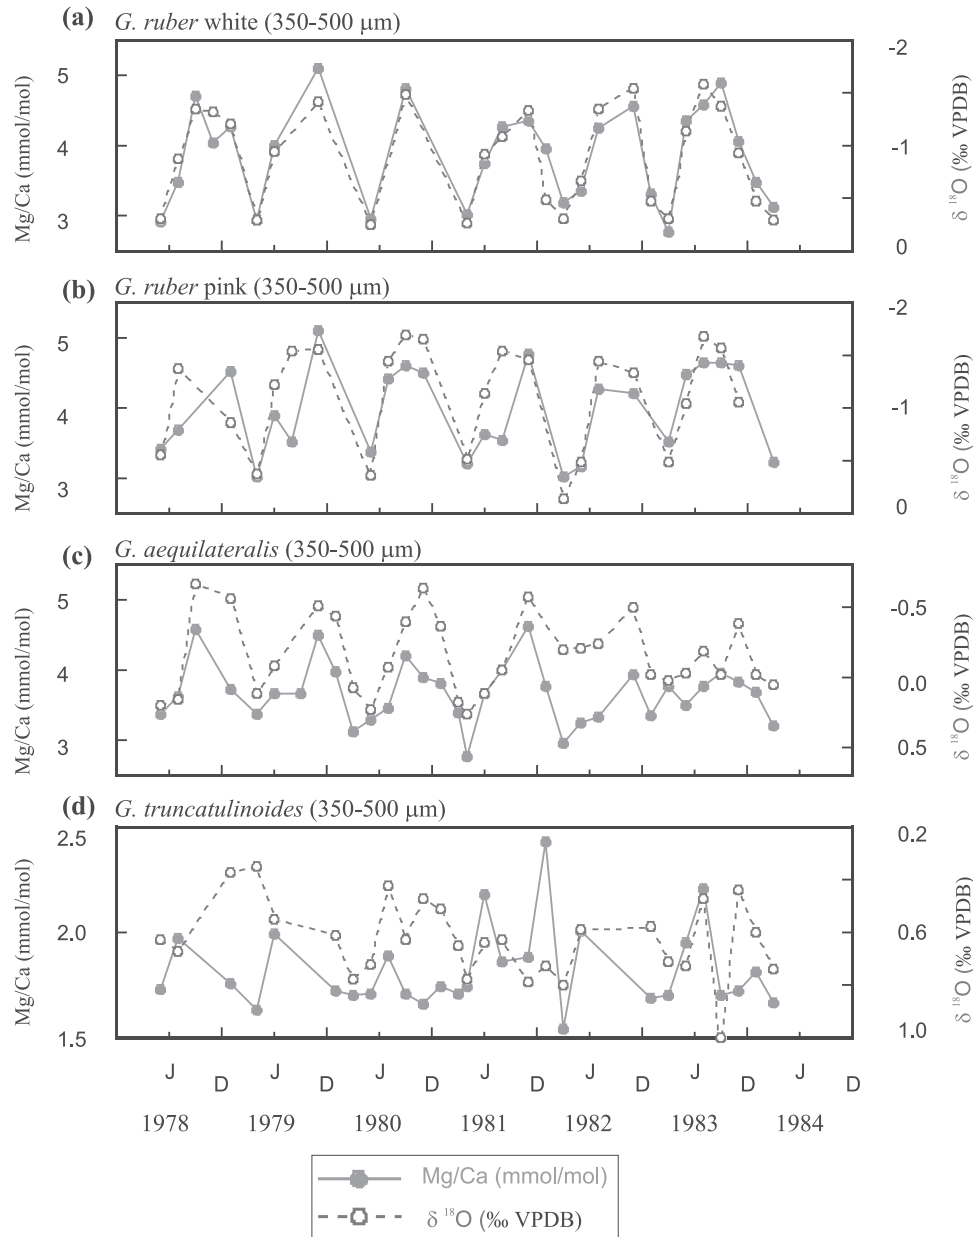 (a) G. ruber white (350-500 μm)
5
4
3
Mg/Ca (mmol/mol)
-2
-1
0
δ ¹⁸O (‰ VPDB)
(b) G. ruber pink (350-500 μm)
5
4
3
Mg/Ca (mmol/mol)
-2
-1
0
δ ¹⁸O (‰ VPDB)
(c) G. aequilateralis (350-500 μm)
5
4
3
Mg/Ca (mmol/mol)
-0.5
0.0
0.5
δ ¹⁸O (‰ VPDB)
(d) G. truncatulinoides (350-500 μm)
2.5
2.0
1.5
Mg/Ca (mmol/mol)
0.2
0.6
1.0
δ ¹⁸O (‰ VPDB)
J D J D J D J D J D J D J D
1978 1979 1980 1981 1982 1983 1984
Mg/Ca (mmol/mol)
δ ¹⁸O (‰ VPDB)